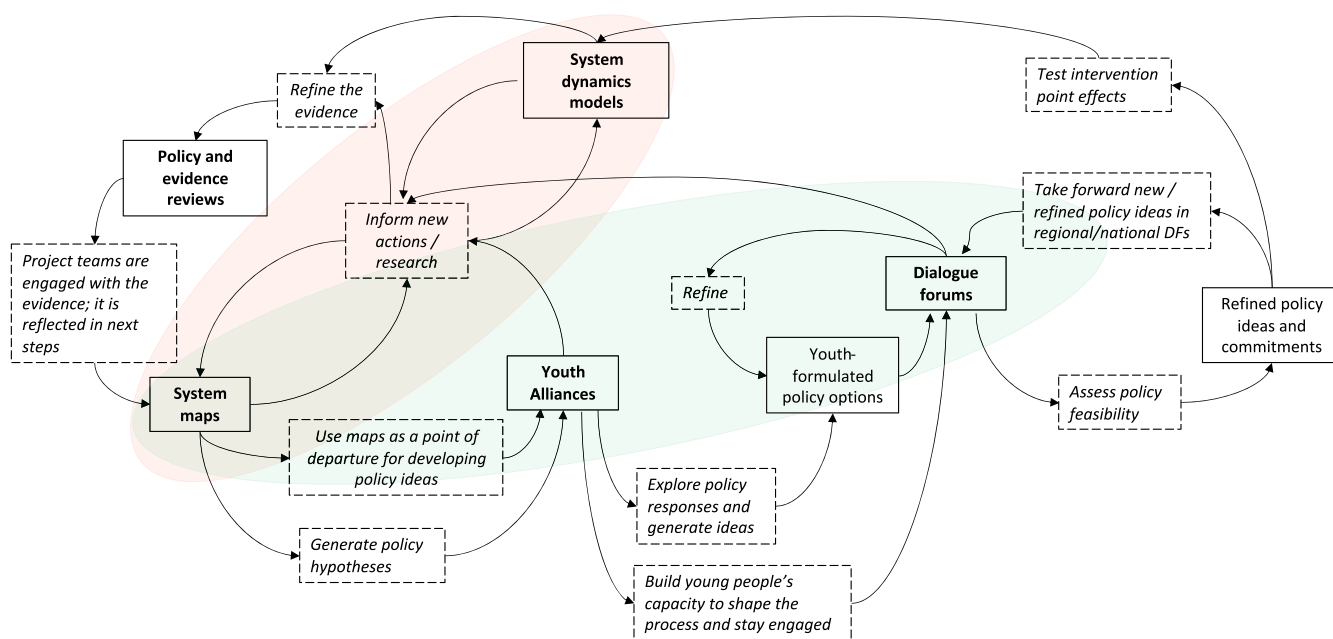 System
dynamics
models
Refine the
evidence
Test intervention
point effects
Policy and
evidence
reviews
Take forward new /
refined policy ideas in
regional/national DFs
Inform new
actions /
research
Project teams are
engaged with the
evidence; it is
reflected in next
steps
Refine
Dialogue
forums
Refined policy
ideas and
commitments
Youth-
formulated
policy options
Youth
Alliances
System
maps
Assess policy
feasibility
Use maps as a point of
departure for developing
policy ideas
Explore policy
responses and
generate ideas
Generate policy
hypotheses
Build young people’s
capacity to shape the
process and stay engaged